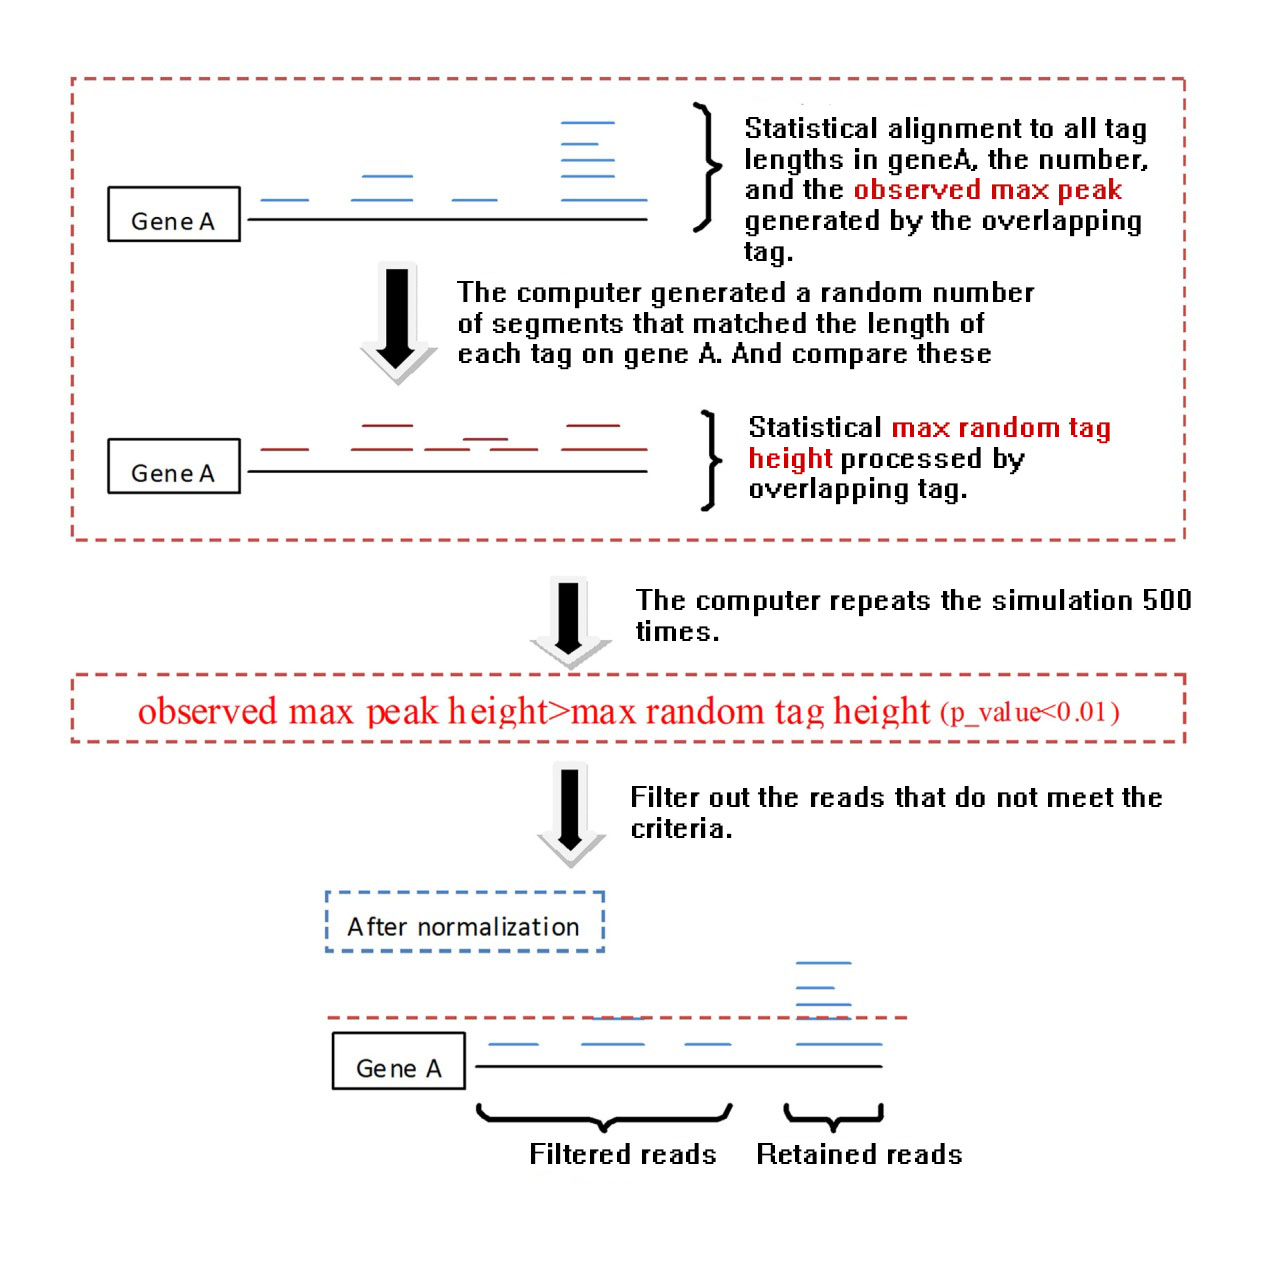 Statistical alignment to all tag
lengths in geneA, the number,
and the observed max peak
generated by the overlapping
tag.
Gene A
The computer generated a random number
of segments that matched the length of
each tag on gene A. And compare these
Statistical max random tag
height processed by
overlapping tag.
Gene A
The computer repeats the simulation 500
times.
observed max peak height>max random tag height (p_value<0.01)
Filter out the reads that do not meet the
criteria.
After normalization
Gene A
Filtered reads
Retained reads